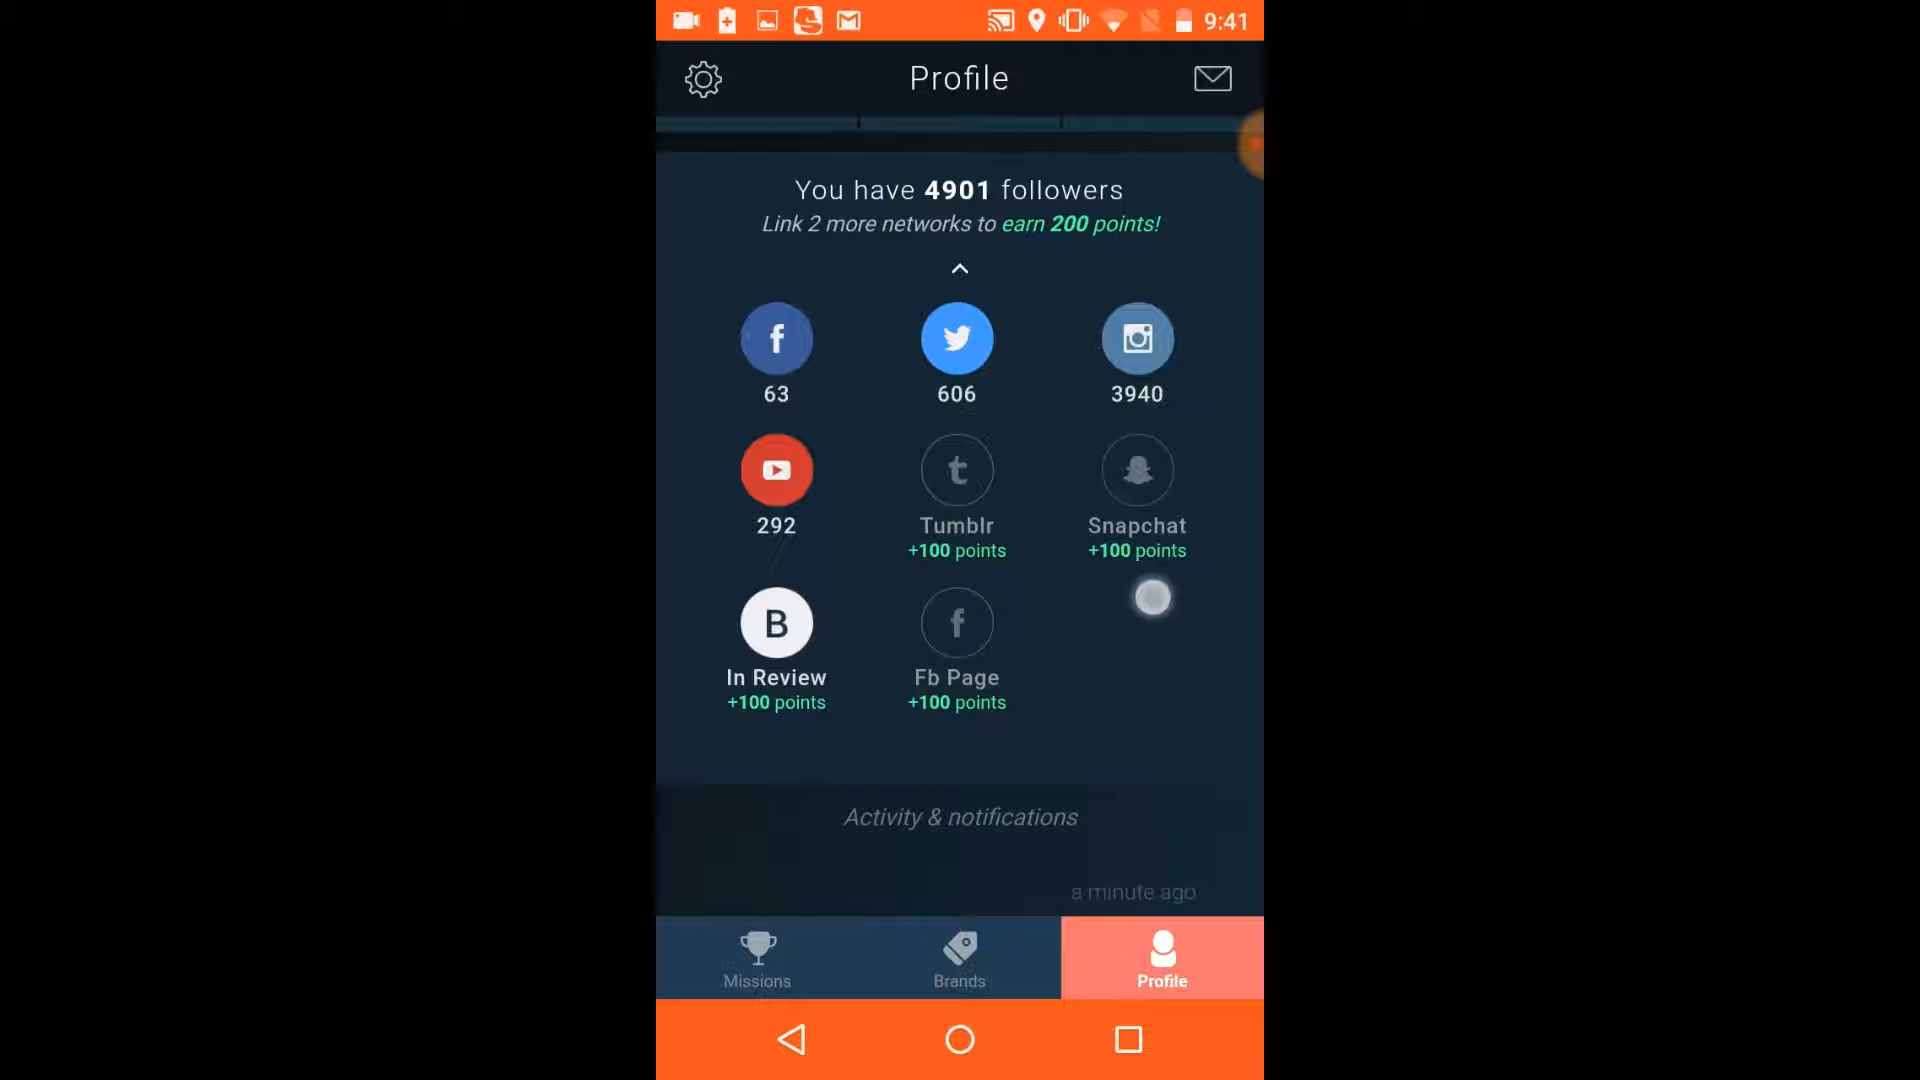 9:41
Profile
You have 4901 followers
Link 2 more networks to earn 200 points!
63
606
3940
292
Tumblr
+100 points
Snapchat
+100 points
B
In Review
+100 points
Fb Page
+100 points
Activity & notifications
a minute ago
Missions
Brands
Profile